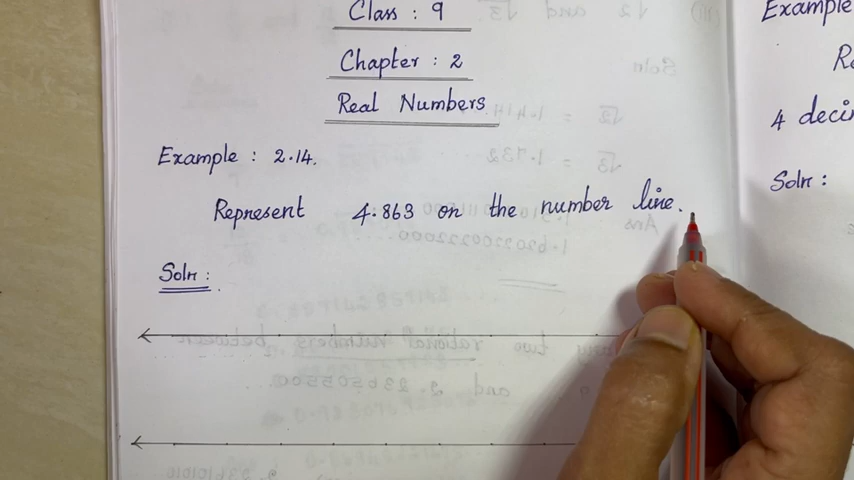 Class : 9
Chapter : 2
Real Numbers
Example : 2.14.
Represent 4.863 on the number line.
Soln :
Example
4 deci
Soln :